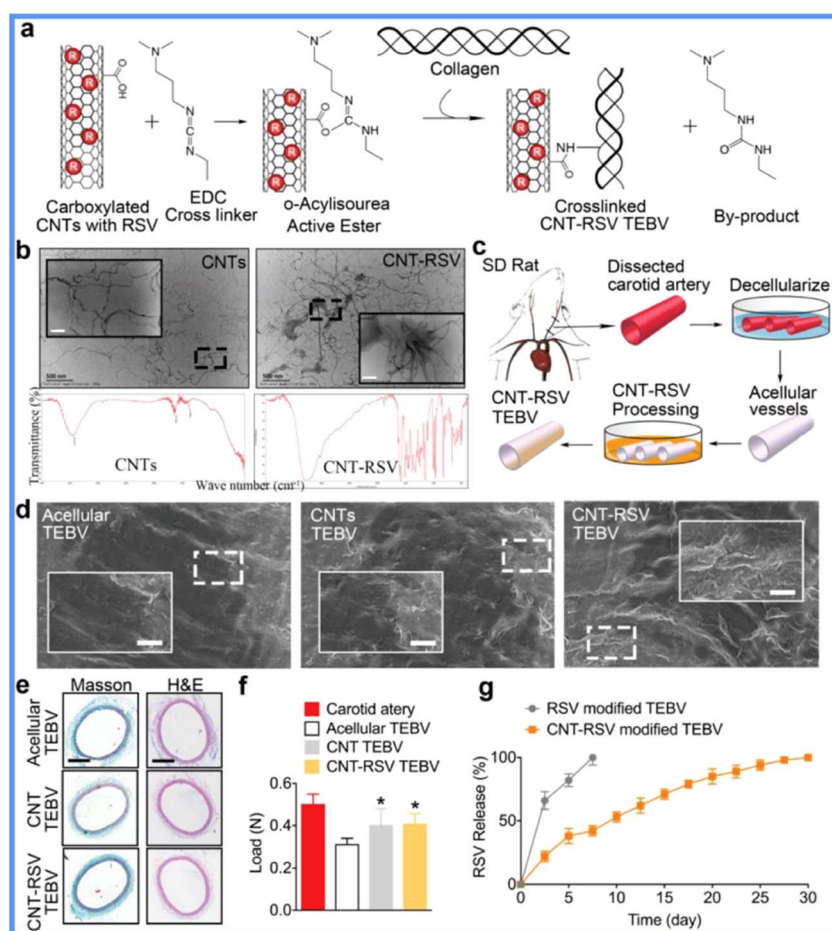 a
R
R
R
R
R
O
OH
+
N
N
C
N
R
R
R
R
R
O
O
N
N
NH
Collagen
R
R
R
R
R
NH
O
+
N
NH
O
NH
Carboxylated
CNTs with RSV
EDC
Cross linker
o-Acylisourea
Active Ester
Crosslinked
CNT-RSV TEBV
By-product
b
CNTs
500 nm
CNT-RSV
500 nm
Transmittance (%)
CNTs
CNT-RSV
Wave number (cm-1)
c
SD Rat
Dissected
carotid artery
Decellularize
Acellular
vessels
CNT-RSV
Processing
CNT-RSV
TEBV
d
Acellular
TEBV
CNTs
TEBV
CNT-RSV
TEBV
e
Masson
H&E
Acellular
TEBV
CNT
TEBV
CNT-RSV
TEBV
f
Carotid atery
Acellular TEBV
CNT TEBV
CNT-RSV TEBV
Load (N)
0.6
0.4
0.2
0.0
*
*
g
RSV modified TEBV
CNT-RSV modified TEBV
RSV Release (%)
100
50
0
0
5
10
15
20
25
30
Time (day)